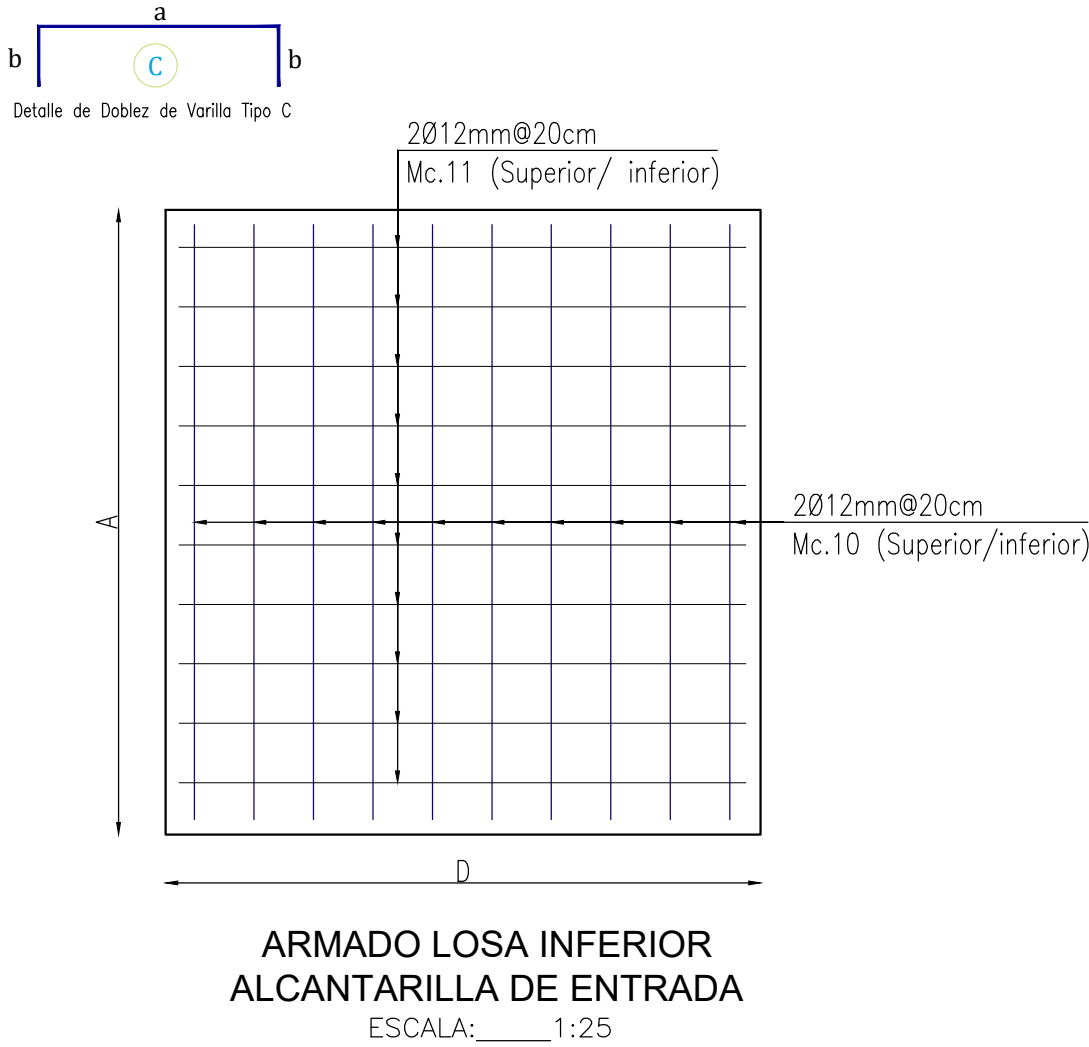 a
b
C
b
Detalle de Doblez de Varilla Tipo C
2Ø12mm@20cm
Mc.11 (Superior/ inferior)
A
2Ø12mm@20cm
Mc.10 (Superior/inferior)
D
ARMADO LOSA INFERIOR
ALCANTARILLA DE ENTRADA
ESCALA:_____1:25